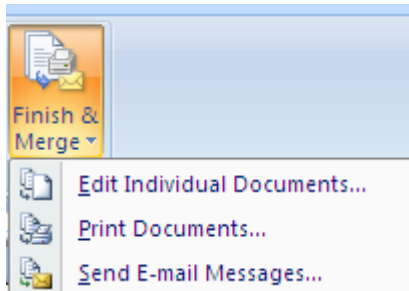 Finish &
Merge
Edit Individual Documents...
Print Documents...
Send E-mail Messages...